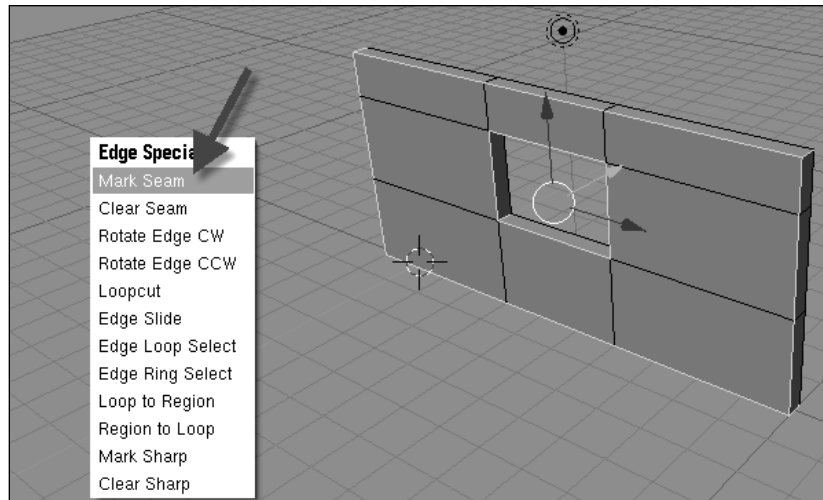 Edge Specia
Mark Seam
Clear Seam
Rotate Edge CW
Rotate Edge CCW
Loopcut
Edge Slide
Edge Loop Select
Edge Ring Select
Loop to Region
Region to Loop
Mark Sharp
Clear Sharp